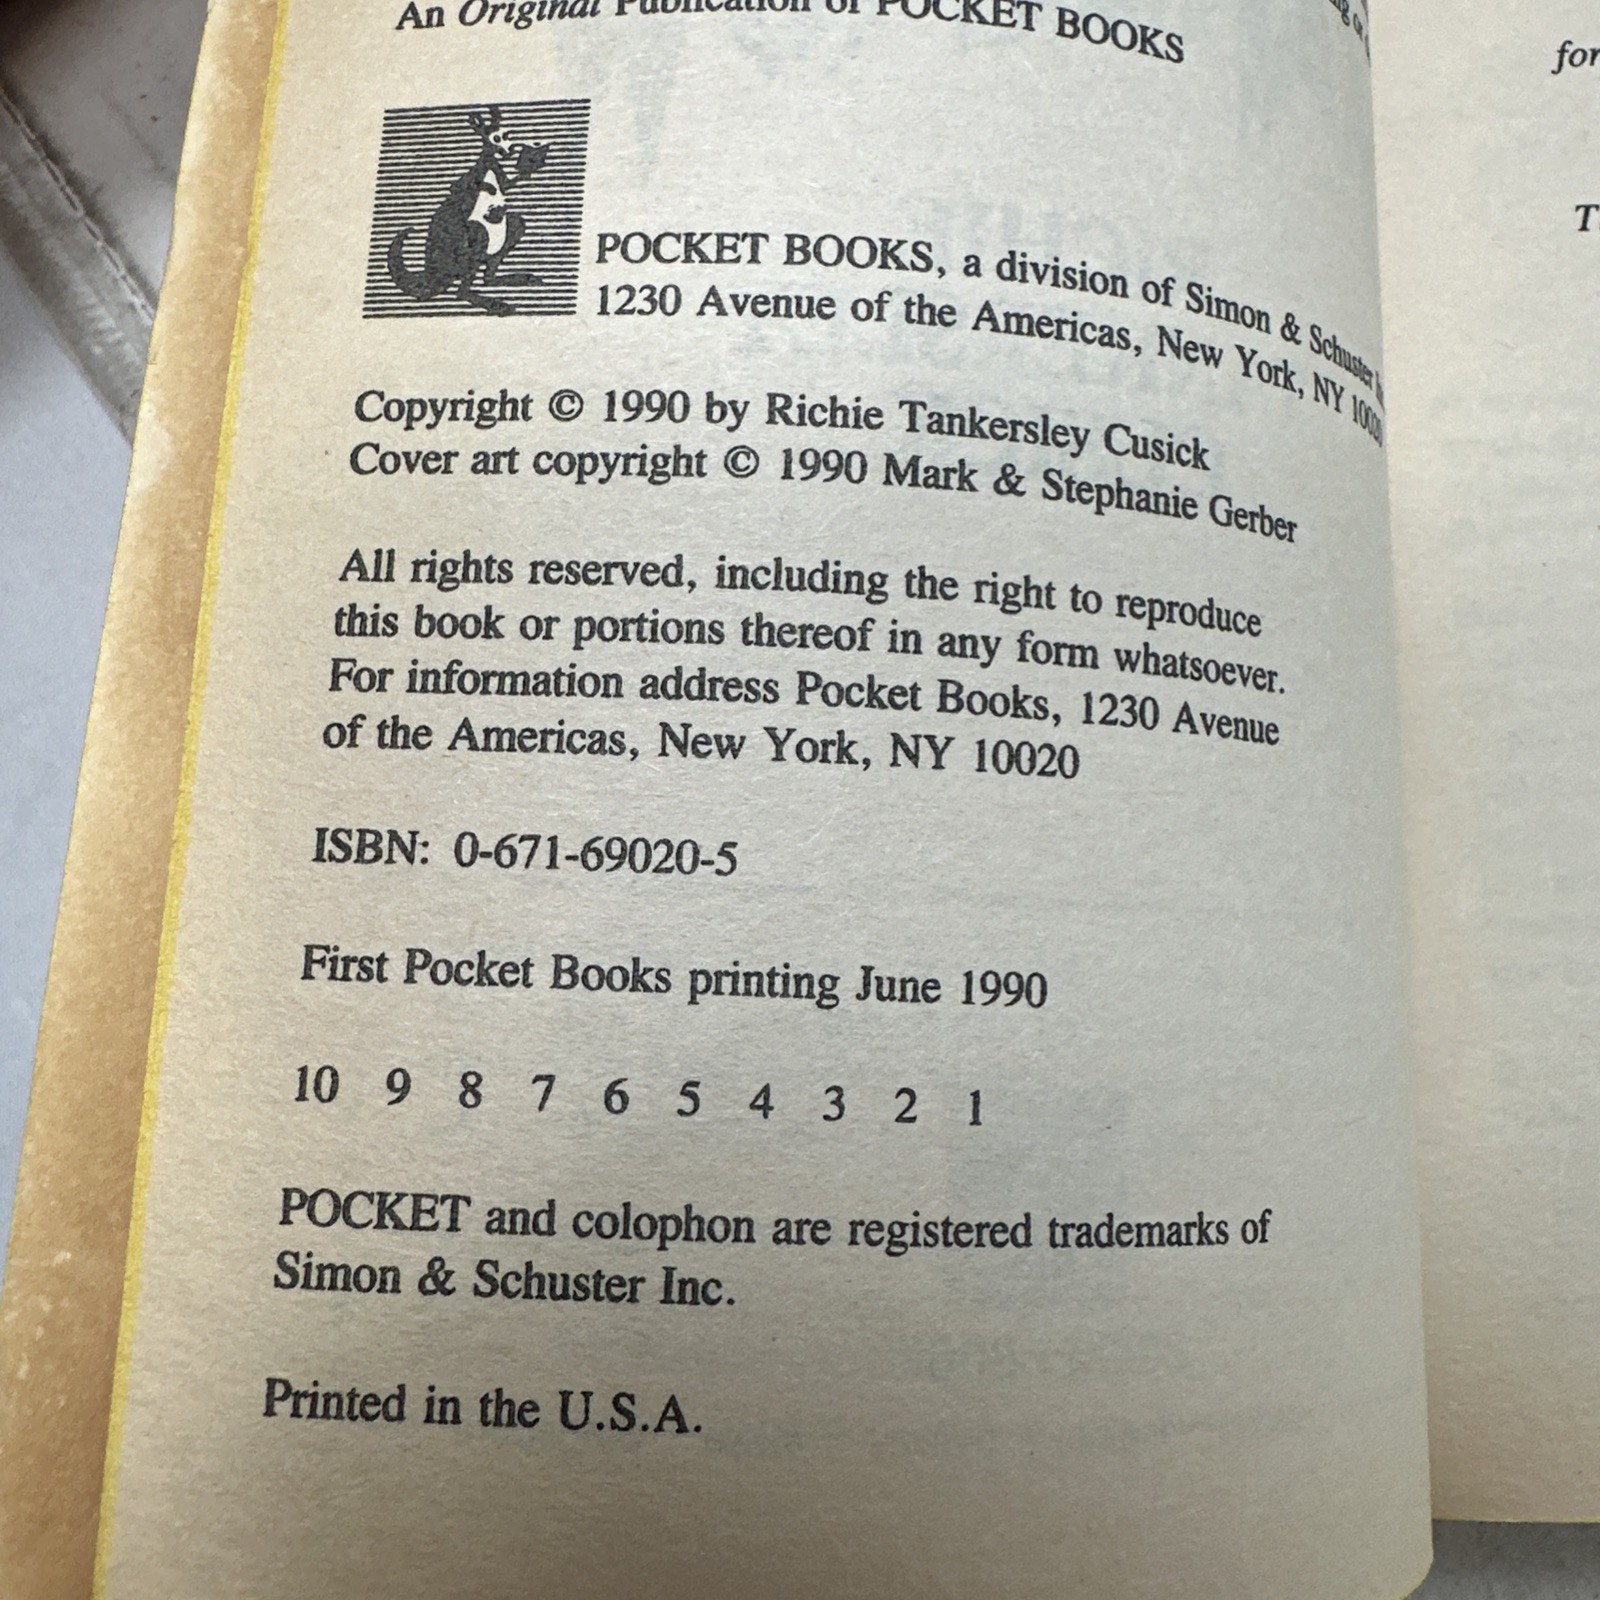 An Original Publication of POCKET BOOKS
POCKET BOOKS, a division of Simon & Schuster
1230 Avenue of the Americas, New York, NY 10020
Copyright © 1990 by Richie Tankersley Cusick
Cover art copyright © 1990 Mark & Stephanie Gerber
All rights reserved, including the right to reproduce
this book or portions thereof in any form whatsoever.
For information address Pocket Books, 1230 Avenue
of the Americas, New York, NY 10020
ISBN: 0-671-69020-5
First Pocket Books printing June 1990
10 9 8 7 6 5 4 3 2 1
POCKET and colophon are registered trademarks of
Simon & Schuster Inc.
Printed in the U.S.A.
for